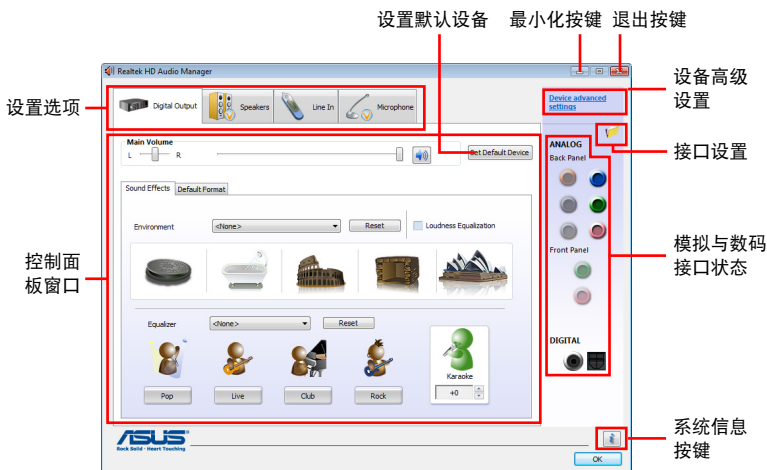 设置默认设备
最小化按键
退出按键
Realtek HD Audio Manager
设置选项
Digital Output
Speakers
Line In
Microphone
Device advanced
settings
设备高级
设置
Main Volume
L
R
Set Default Device
ANALOG
Back Panel
接口设置
Sound Effects
Default Format
Environment
<None>
Reset
Loudness Equalization
Front Panel
模拟与数码
接口状态
控制面
板窗口
Equalizer
<None>
Reset
DIGITAL
Karaoke
Pop
Live
Club
Rock
+0
系统信息
按键
ASUS
Rock Solid · Heart Touching
OK